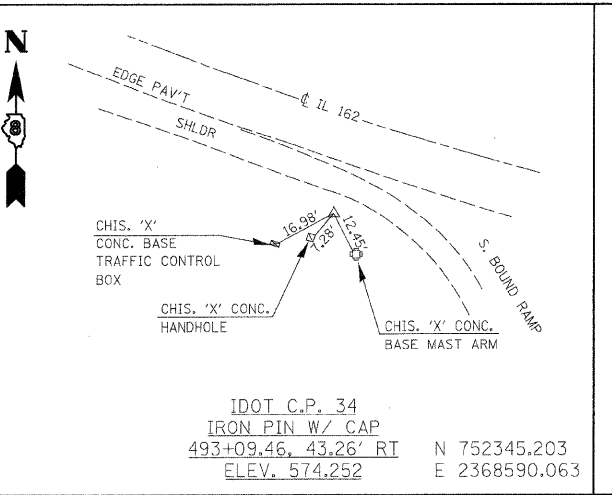 N
8
EDGE PAV'T
℄ IL 162
SHLDR
16.98'
7.28'
12.45'
CHIS. 'X'
CONC. BASE
TRAFFIC CONTROL
BOX
S. BOUND RAMP
CHIS. 'X' CONC.
HANDHOLE
CHIS. 'X' CONC.
BASE MAST ARM
IDOT C.P. 34
IRON PIN W/ CAP
493+09.46, 43.26' RT N 752345.203
ELEV. 574.252 E 2368590.063